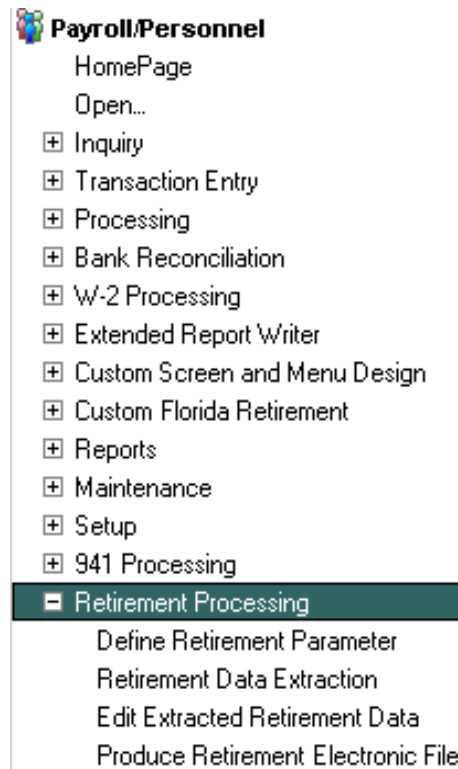 Payroll/Personnel
HomePage
Open...
Inquiry
Transaction Entry
Processing
Bank Reconciliation
W-2 Processing
Extended Report Writer
Custom Screen and Menu Design
Custom Florida Retirement
Reports
Maintenance
Setup
941 Processing
Retirement Processing
Define Retirement Parameter
Retirement Data Extraction
Edit Extracted Retirement Data
Produce Retirement Electronic File